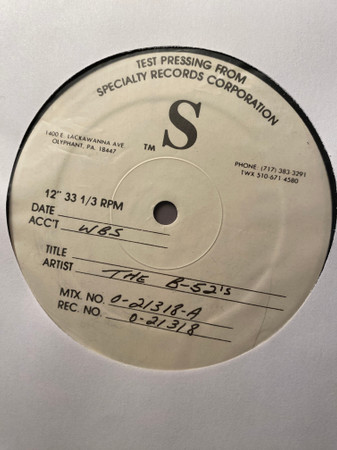 TEST PRESSING FROM
SPECIALTY RECORDS CORPORATION
S
TM
1400 E. LACKAWANNA AVE.
OLYPHANT, PA. 18447
PHONE: (717) 383-3291
TWX 510-671-4580
12" 33 1/3 RPM
DATE
ACC'T WBS
TITLE
ARTIST THE B-52's
MTX. NO. 0-21318-A
REC. NO. 0-21318